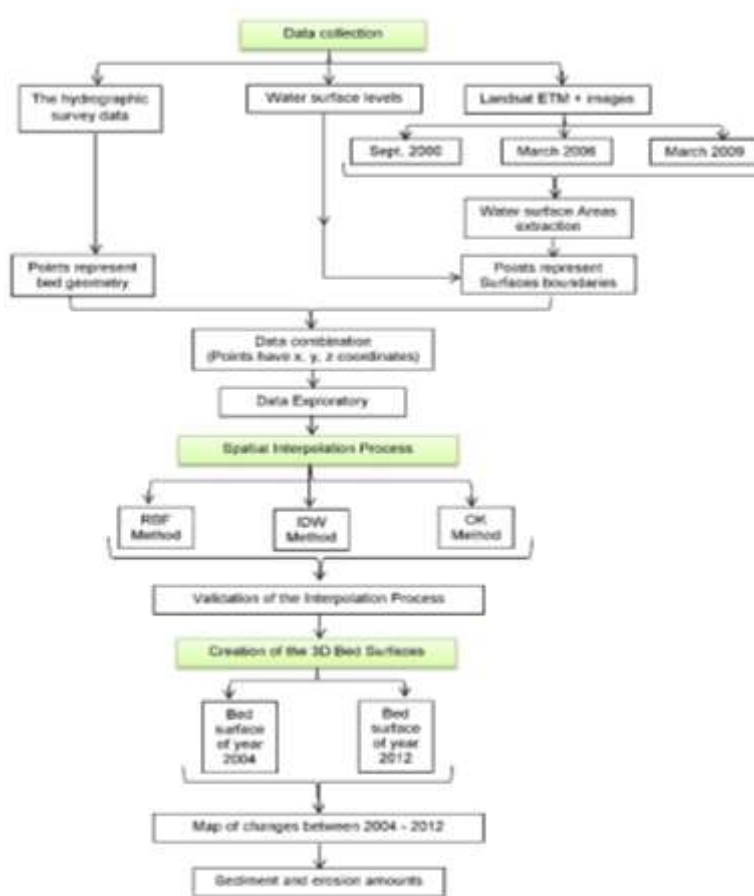 Data collection
The hydrographic
survey data
Water surface levels
Landsat ETM + images
Sept. 2000
March 2006
March 2009
Water surface Areas
extraction
Points represent
bed geometry
Points represent
Surfaces boundaries
Data combination
(Points have x, y, z coordinates)
Data Exploratory
Spatial Interpolation Process
RBF
Method
IDW
Method
OK
Method
Validation of the Interpolation Process
Creation of the 3D Bed Surfaces
Bed
surface
of year
2004
Bed
surface
of year
2012
Map of changes between 2004 - 2012
Sediment and erosion amounts